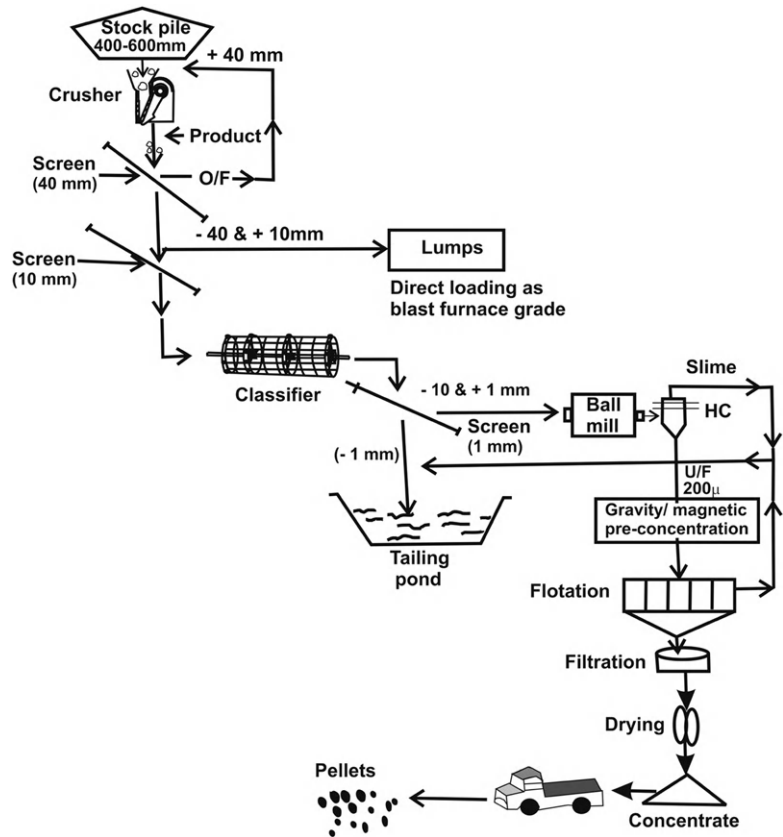 Stock pile
400-600mm
+ 40 mm
Crusher
Product
Screen
(40 mm)
O/F
- 40 & + 10mm
Lumps
Screen
(10 mm)
Direct loading as
blast furnace grade
Classifier
- 10 & + 1 mm
Screen
(1 mm)
Ball
mill
Slime
HC
(- 1 mm)
U/F
200μ
Gravity/ magnetic
pre-concentration
Tailing
pond
Flotation
Filtration
Drying
Pellets
Concentrate